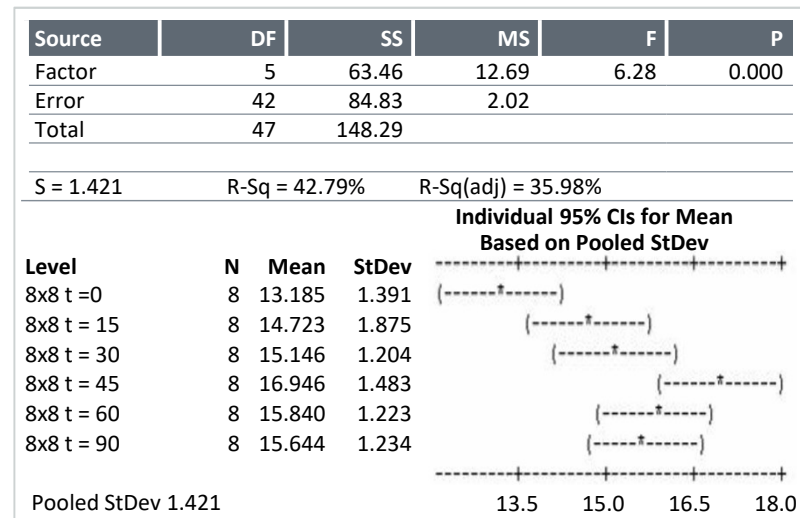 Source DF SS MS F P
Factor 5 63.46 12.69 6.28 0.000
Error 42 84.83 2.02
Total 47 148.29
S = 1.421 R-Sq = 42.79% R-Sq(adj) = 35.98%
Individual 95% CIs for Mean
Based on Pooled StDev
Level N Mean StDev --------+---------+---------+---------+
8x8 t =0 8 13.185 1.391 (------*------)
8x8 t = 15 8 14.723 1.875 (------*------)
8x8 t = 30 8 15.146 1.204 (------*------)
8x8 t = 45 8 16.946 1.483 (------*------)
8x8 t = 60 8 15.840 1.223 (------*-----)
8x8 t = 90 8 15.644 1.234 (-----*------)
--------+---------+---------+---------+
Pooled StDev 1.421 13.5 15.0 16.5 18.0